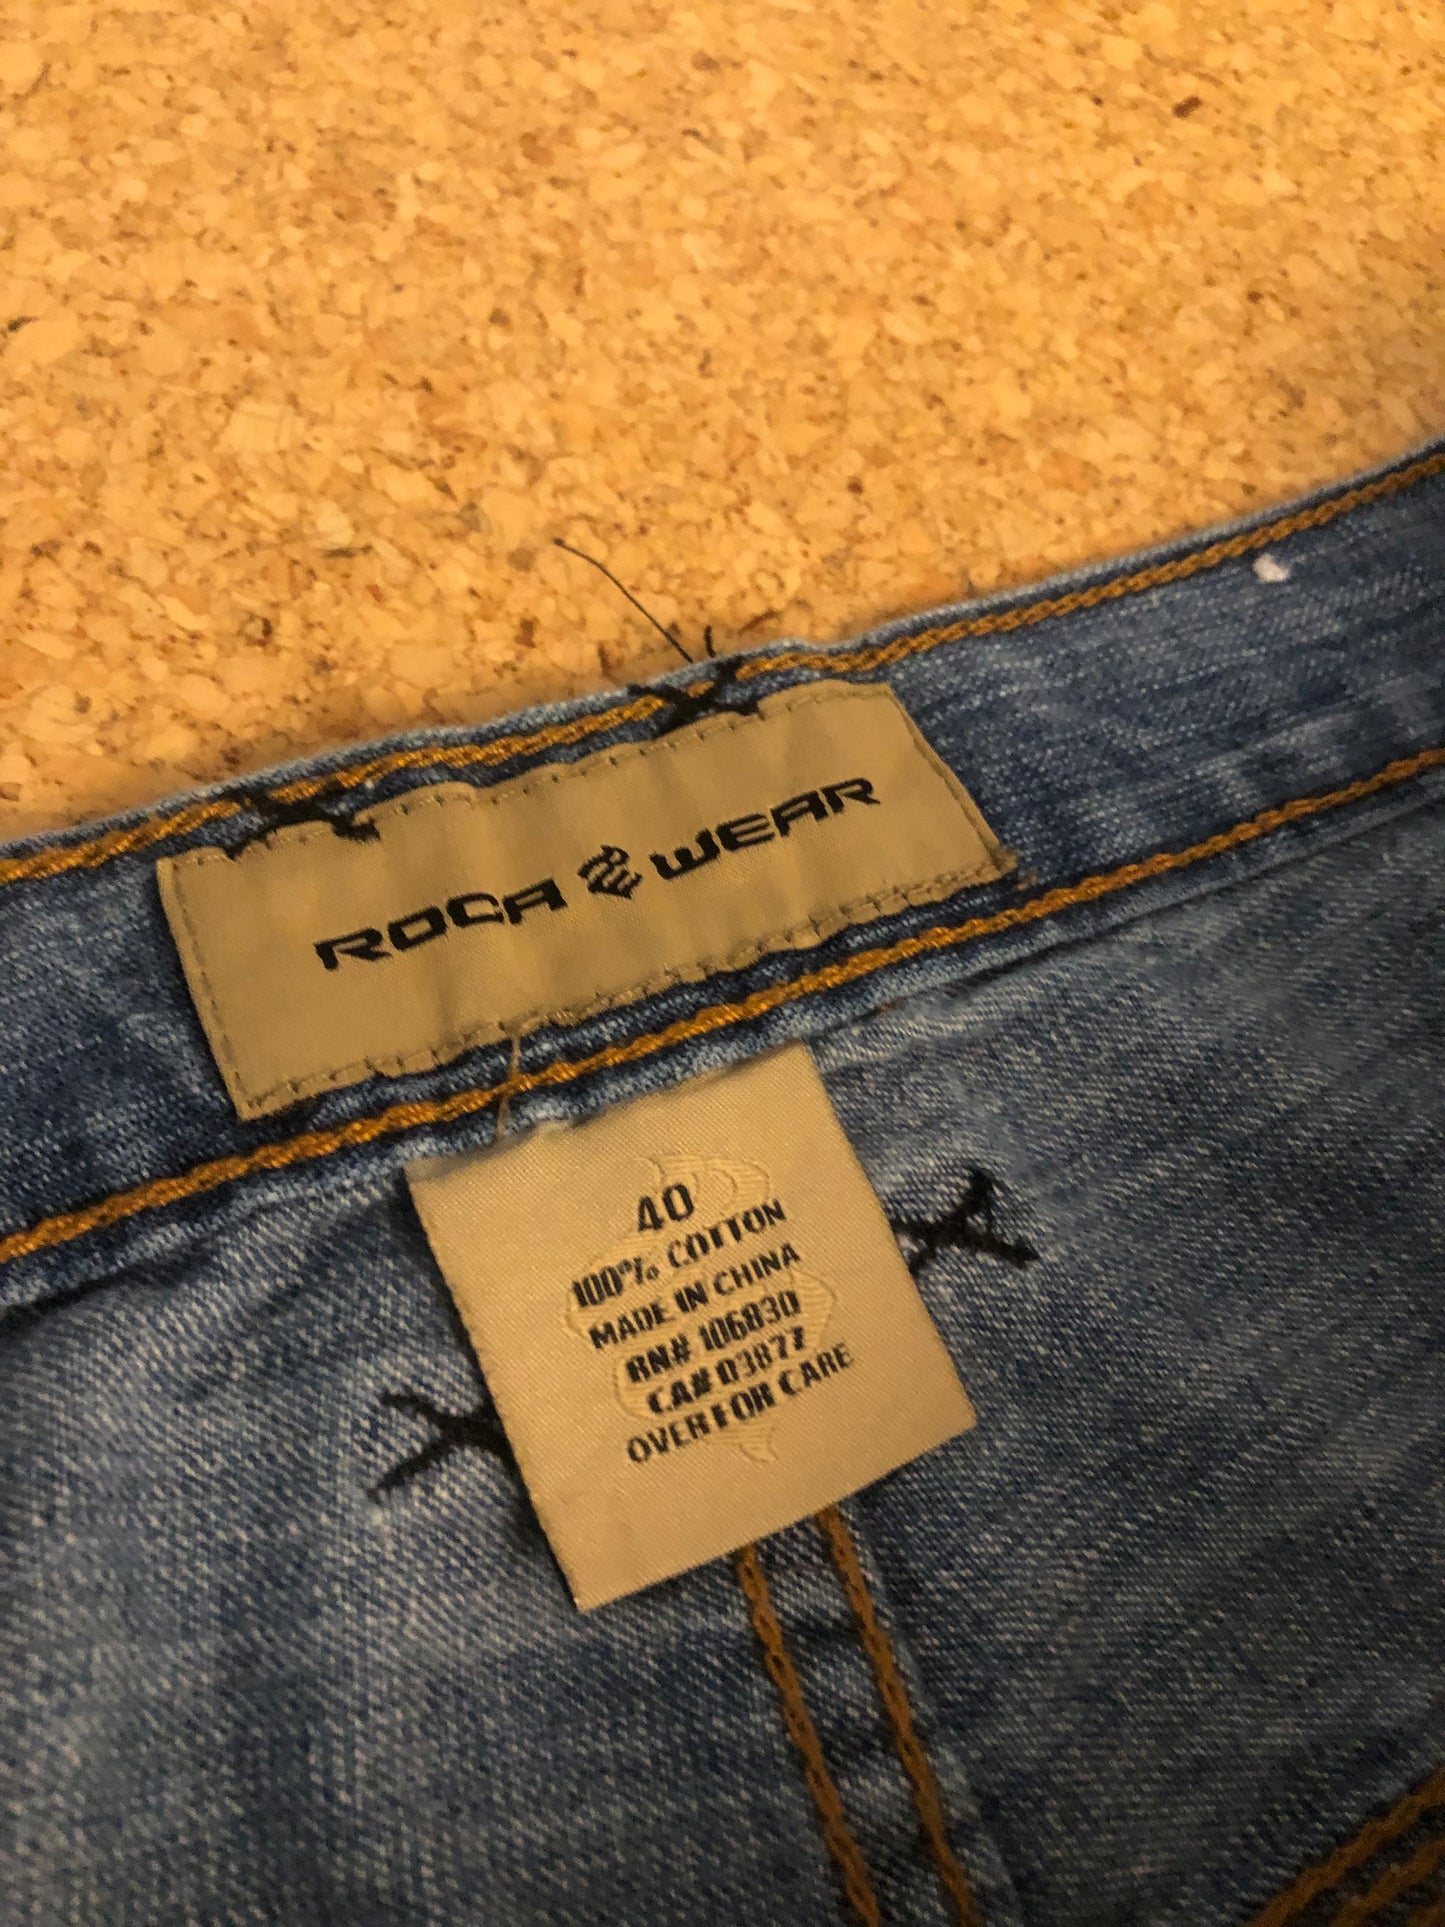 ROCA WEAR
40
100% COTTON
MADE IN CHINA
RN# 106830
CA# 03877
OVER FOR CARE